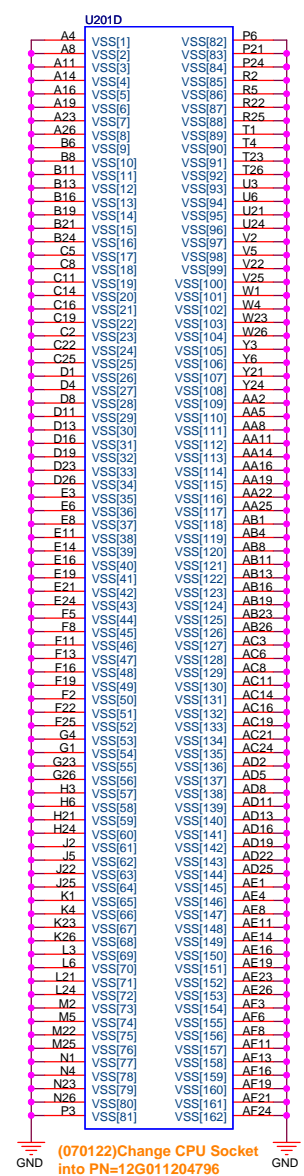 U201D
A4 VSS[1] VSS[82] P6
A8 VSS[2] VSS[83] P21
A11 VSS[3] VSS[84] P24
A14 VSS[4] VSS[85] R2
A16 VSS[5] VSS[86] R5
A19 VSS[6] VSS[87] R22
A23 VSS[7] VSS[88] R25
A26 VSS[8] VSS[89] T1
B6 VSS[9] VSS[90] T4
B8 VSS[10] VSS[91] T23
B11 VSS[11] VSS[92] T26
B13 VSS[12] VSS[93] U3
B16 VSS[13] VSS[94] U6
B19 VSS[14] VSS[95] U21
B21 VSS[15] VSS[96] U24
B24 VSS[16] VSS[97] V2
C5 VSS[17] VSS[98] V5
C8 VSS[18] VSS[99] V22
C11 VSS[19] VSS[100] V25
C14 VSS[20] VSS[101] W1
C16 VSS[21] VSS[102] W4
C19 VSS[22] VSS[103] W23
C2 VSS[23] VSS[104] W26
C22 VSS[24] VSS[105] Y3
C25 VSS[25] VSS[106] Y6
D1 VSS[26] VSS[107] Y21
D4 VSS[27] VSS[108] Y24
D8 VSS[28] VSS[109] AA2
D11 VSS[29] VSS[110] AA5
D13 VSS[30] VSS[111] AA8
D16 VSS[31] VSS[112] AA11
D19 VSS[32] VSS[113] AA14
D23 VSS[33] VSS[114] AA16
D26 VSS[34] VSS[115] AA19
E3 VSS[35] VSS[116] AA22
E6 VSS[36] VSS[117] AA25
E8 VSS[37] VSS[118] AB1
E11 VSS[38] VSS[119] AB4
E14 VSS[39] VSS[120] AB8
E16 VSS[40] VSS[121] AB11
E19 VSS[41] VSS[122] AB13
E21 VSS[42] VSS[123] AB16
E24 VSS[43] VSS[124] AB19
F5 VSS[44] VSS[125] AB23
F8 VSS[45] VSS[126] AB26
F11 VSS[46] VSS[127] AC3
F13 VSS[47] VSS[128] AC6
F16 VSS[48] VSS[129] AC8
F19 VSS[49] VSS[130] AC11
F2 VSS[50] VSS[131] AC14
F22 VSS[51] VSS[132] AC16
F25 VSS[52] VSS[133] AC19
G4 VSS[53] VSS[134] AC21
G1 VSS[54] VSS[135] AC24
G23 VSS[55] VSS[136] AD2
G26 VSS[56] VSS[137] AD5
H3 VSS[57] VSS[138] AD8
H6 VSS[58] VSS[139] AD11
H21 VSS[59] VSS[140] AD13
H24 VSS[60] VSS[141] AD16
J2 VSS[61] VSS[142] AD19
J5 VSS[62] VSS[143] AD22
J22 VSS[63] VSS[144] AD25
J25 VSS[64] VSS[145] AE1
K1 VSS[65] VSS[146] AE4
K4 VSS[66] VSS[147] AE8
K23 VSS[67] VSS[148] AE11
K26 VSS[68] VSS[149] AE14
L3 VSS[69] VSS[150] AE16
L6 VSS[70] VSS[151] AE19
L21 VSS[71] VSS[152] AE23
L24 VSS[72] VSS[153] AE26
M2 VSS[73] VSS[154] AF3
M5 VSS[74] VSS[155] AF6
M22 VSS[75] VSS[156] AF8
M25 VSS[76] VSS[157] AF11
N1 VSS[77] VSS[158] AF13
N4 VSS[78] VSS[159] AF16
N23 VSS[79] VSS[160] AF19
N26 VSS[80] VSS[161] AF21
P3 VSS[81] VSS[162] AF24
GND GND
(070122)Change CPU Socket
into PN=12G011204796